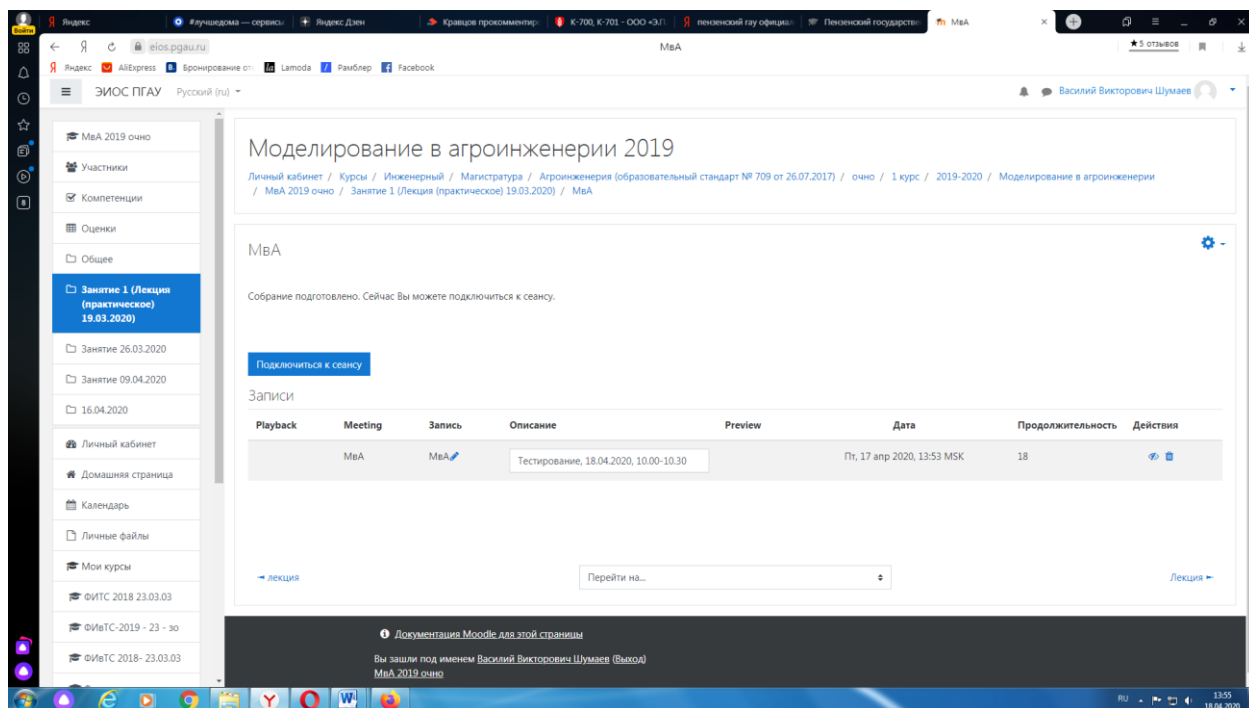 Яндекс
#лучшедома — сервисы
Яндекс.Дзен
Кравцов прокомментир
К-700, К-701 - ООО «З.П.
пензенский гау официал
Пензенский государстве
МвА
Войти
eios.pgau.ru
МвА
★ 5 отзывов
Яндекс
AliExpress
Бронирование от
Lamoda
Рамблер
Facebook
ЭИОС ПГАУ
Русский (ru)
Василий Викторович Шумаев
МвА 2019 очно
Участники
Компетенции
Оценки
Общее
Занятие 1 (Лекция
(практическое)
19.03.2020)
Занятие 26.03.2020
Занятие 09.04.2020
16.04.2020
Личный кабинет
Домашняя страница
Календарь
Личные файлы
Мои курсы
ФИТС 2018 23.03.03
ФИвТС-2019 - 23 - зо
ФИвТС 2018- 23.03.03
Моделирование в агроинженерии 2019
Личный кабинет / Курсы / Инженерный / Магистратура / Агроинженерия (образовательный стандарт № 709 от 26.07.2017) / очно / 1 курс / 2019-2020 / Моделирование в агроинженерии
/ МвА 2019 очно / Занятие 1 (Лекция (практическое) 19.03.2020) / МвА
МвА
Собрание подготовлено. Сейчас Вы можете подключиться к сеансу.
Подключиться к сеансу
Записи
Playback Meeting Запись Описание Preview Дата Продолжительность Действия
МвА МвА Тестирование, 18.04.2020, 10.00-10.30 Пт, 17 апр 2020, 13:53 MSK 18
лекция
Перейти на...
Лекция
Документация Moodle для этой страницы
Вы зашли под именем Василий Викторович Шумаев (Выход)
МвА 2019 очно
RU
13:55
18.04.2020